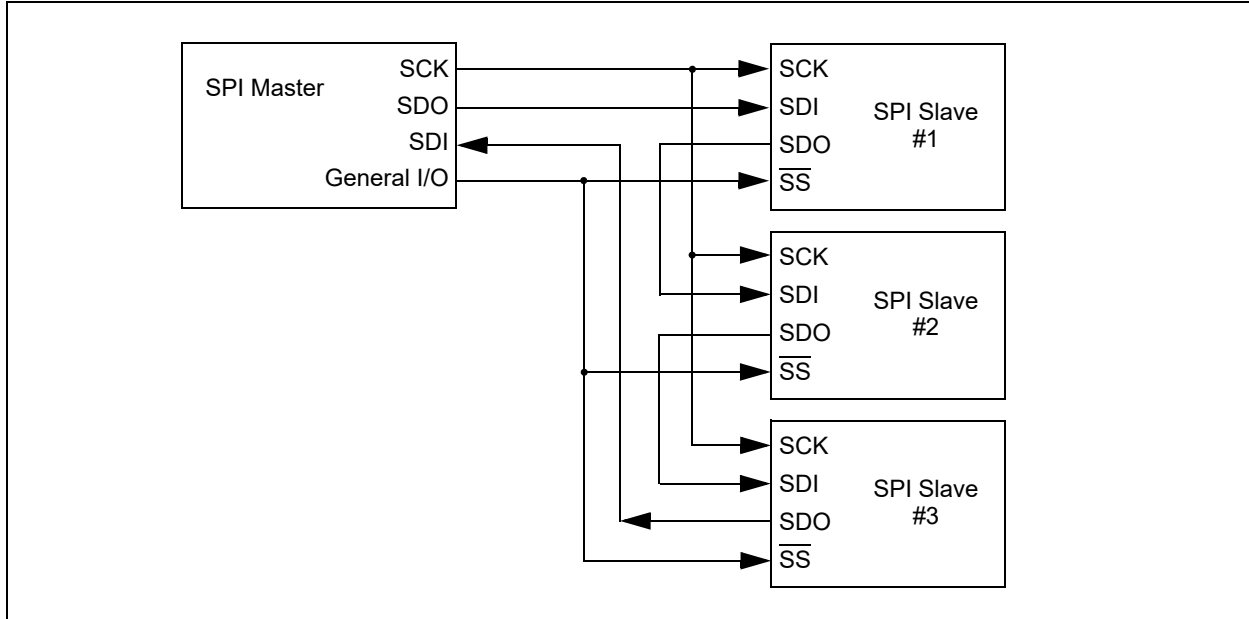 SPI Master
SCK
SDO
SDI
General I/O
SCK
SDI
SDO
SS
SPI Slave
#1
SCK
SDI
SDO
SS
SPI Slave
#2
SCK
SDI
SDO
SS
SPI Slave
#3